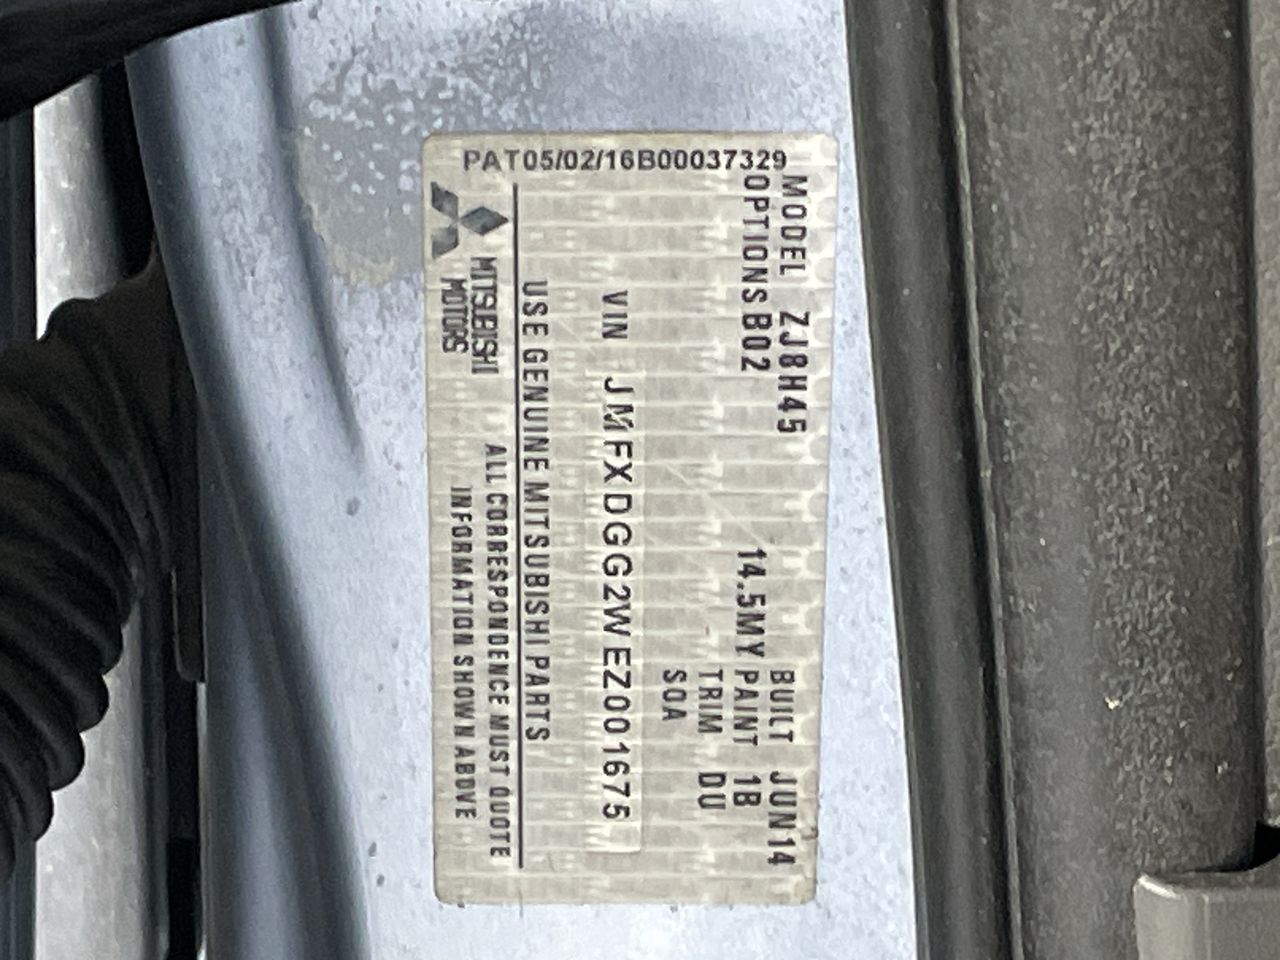 PAT05/02/16B00037329
MODEL ZJ8H45
BUILT JUN14
OPTIONS B02
14.5MY PAINT 1B
TRIM DU
SQA
VIN JMFXDGG2WEZ001675
USE GENUINE MITSUBISHI PARTS
MITSUBISHI
MOTORS
ALL CORRESPONDENCE MUST QUOTE
INFORMATION SHOWN ABOVE